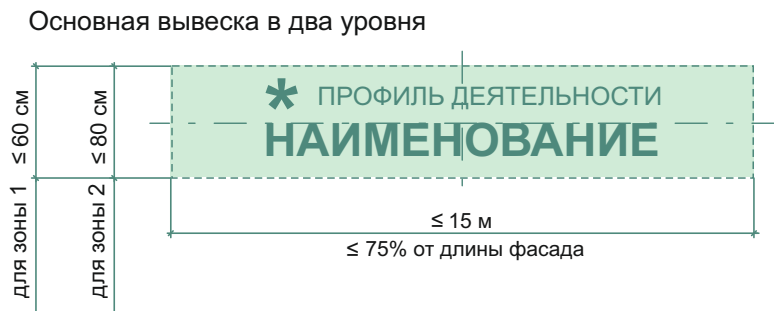 Основная вывеска в два уровня
≤ 60 см
для зоны 1
≤ 80 см
для зоны 2
* ПРОФИЛЬ ДЕЯТЕЛЬНОСТИ
НАИМЕНОВАНИЕ
≤ 15 м
≤ 75% от длины фасада